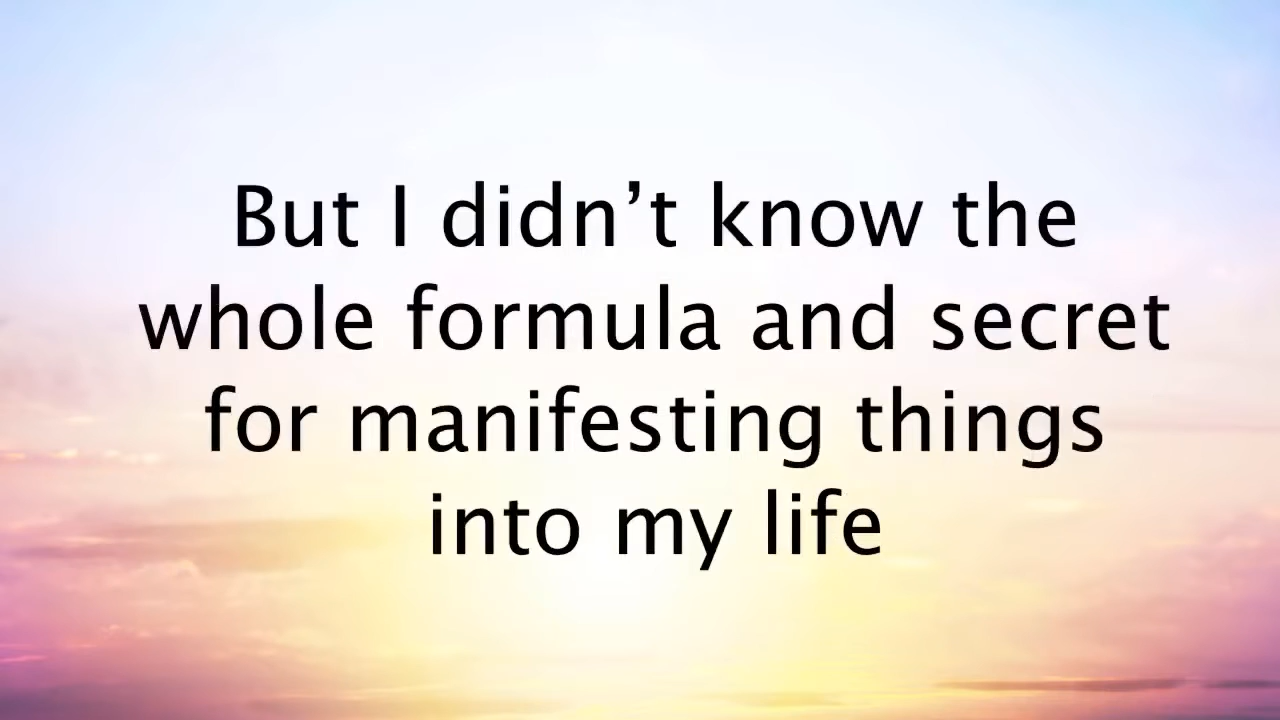 But I didn’t know the
whole formula and secret
for manifesting things
into my life